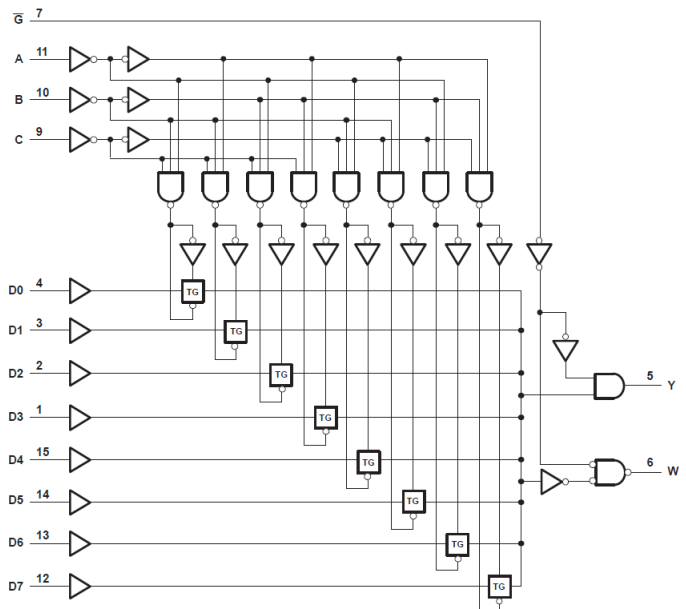 G 7
A 11
B 10
C 9
D0 4 TG
D1 3 TG
D2 2 TG
5 Y
D3 1 TG
D4 15 TG
6 W
D5 14 TG
D6 13 TG
D7 12 TG